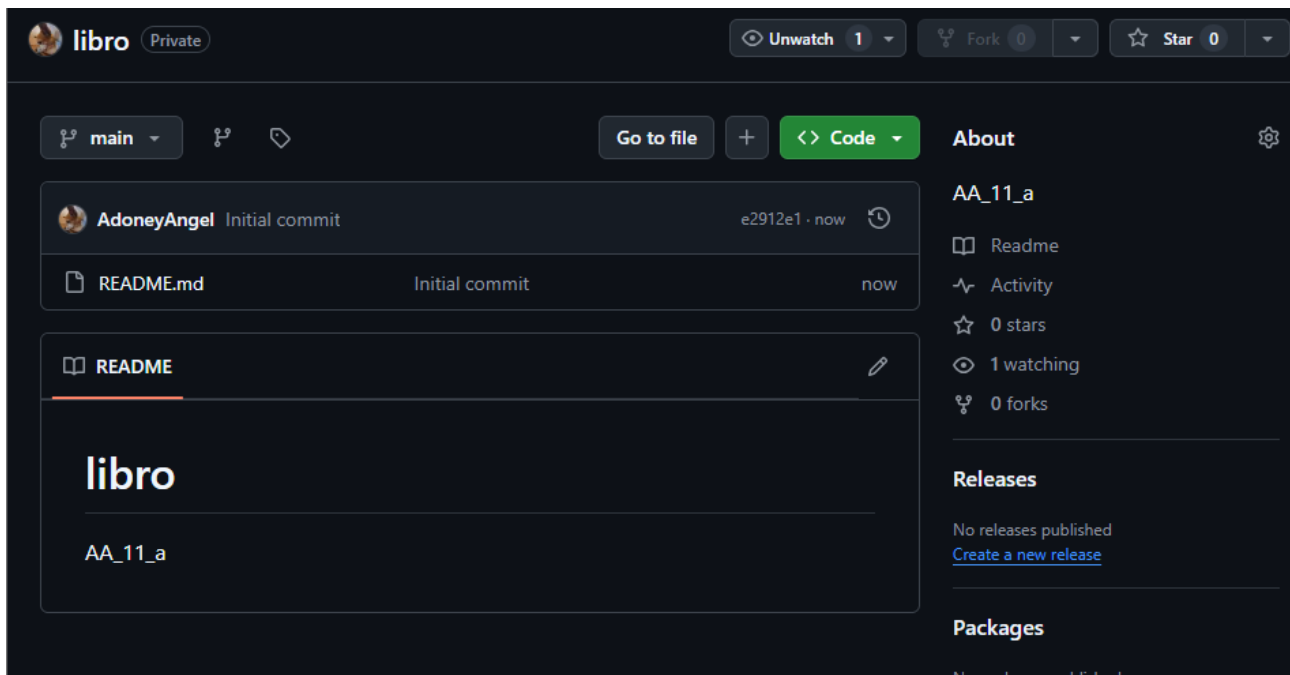 libro Private Unwatch 1 Fork 0 Star 0
main Go to file + Code
AdoneyAngel Initial commit e2912e1 · now
README.md Initial commit now
README
libro
AA_11_a
About
AA_11_a
Readme
Activity
0 stars
1 watching
0 forks
Releases
No releases published
Create a new release
Packages